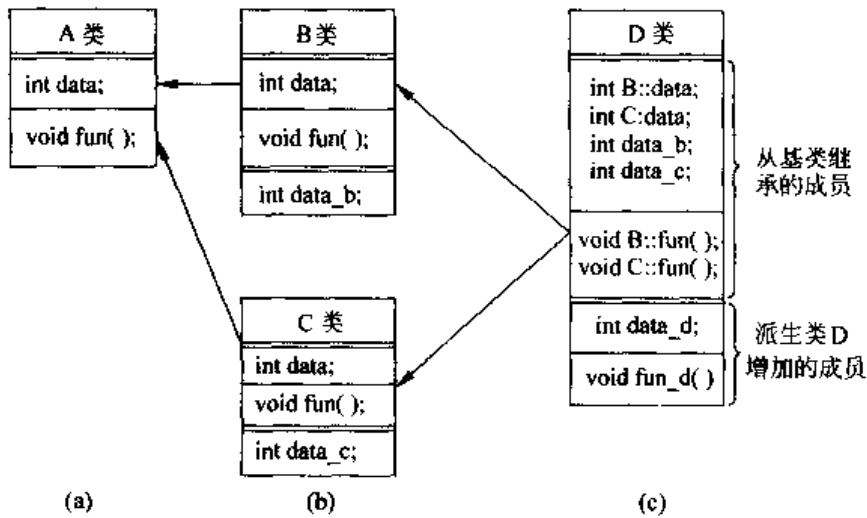 A 类
int data;
void fun( );
B 类
int data;
void fun( );
int data_b;
C 类
int data;
void fun( );
int data_c;
D 类
int B::data;
int C:data;
int data_b;
int data_c;
void B::fun( );
void C::fun( );
int data_d;
void fun_d( )
从基类继
承的成员
派生类D
增加的成员
(a)
(b)
(c)